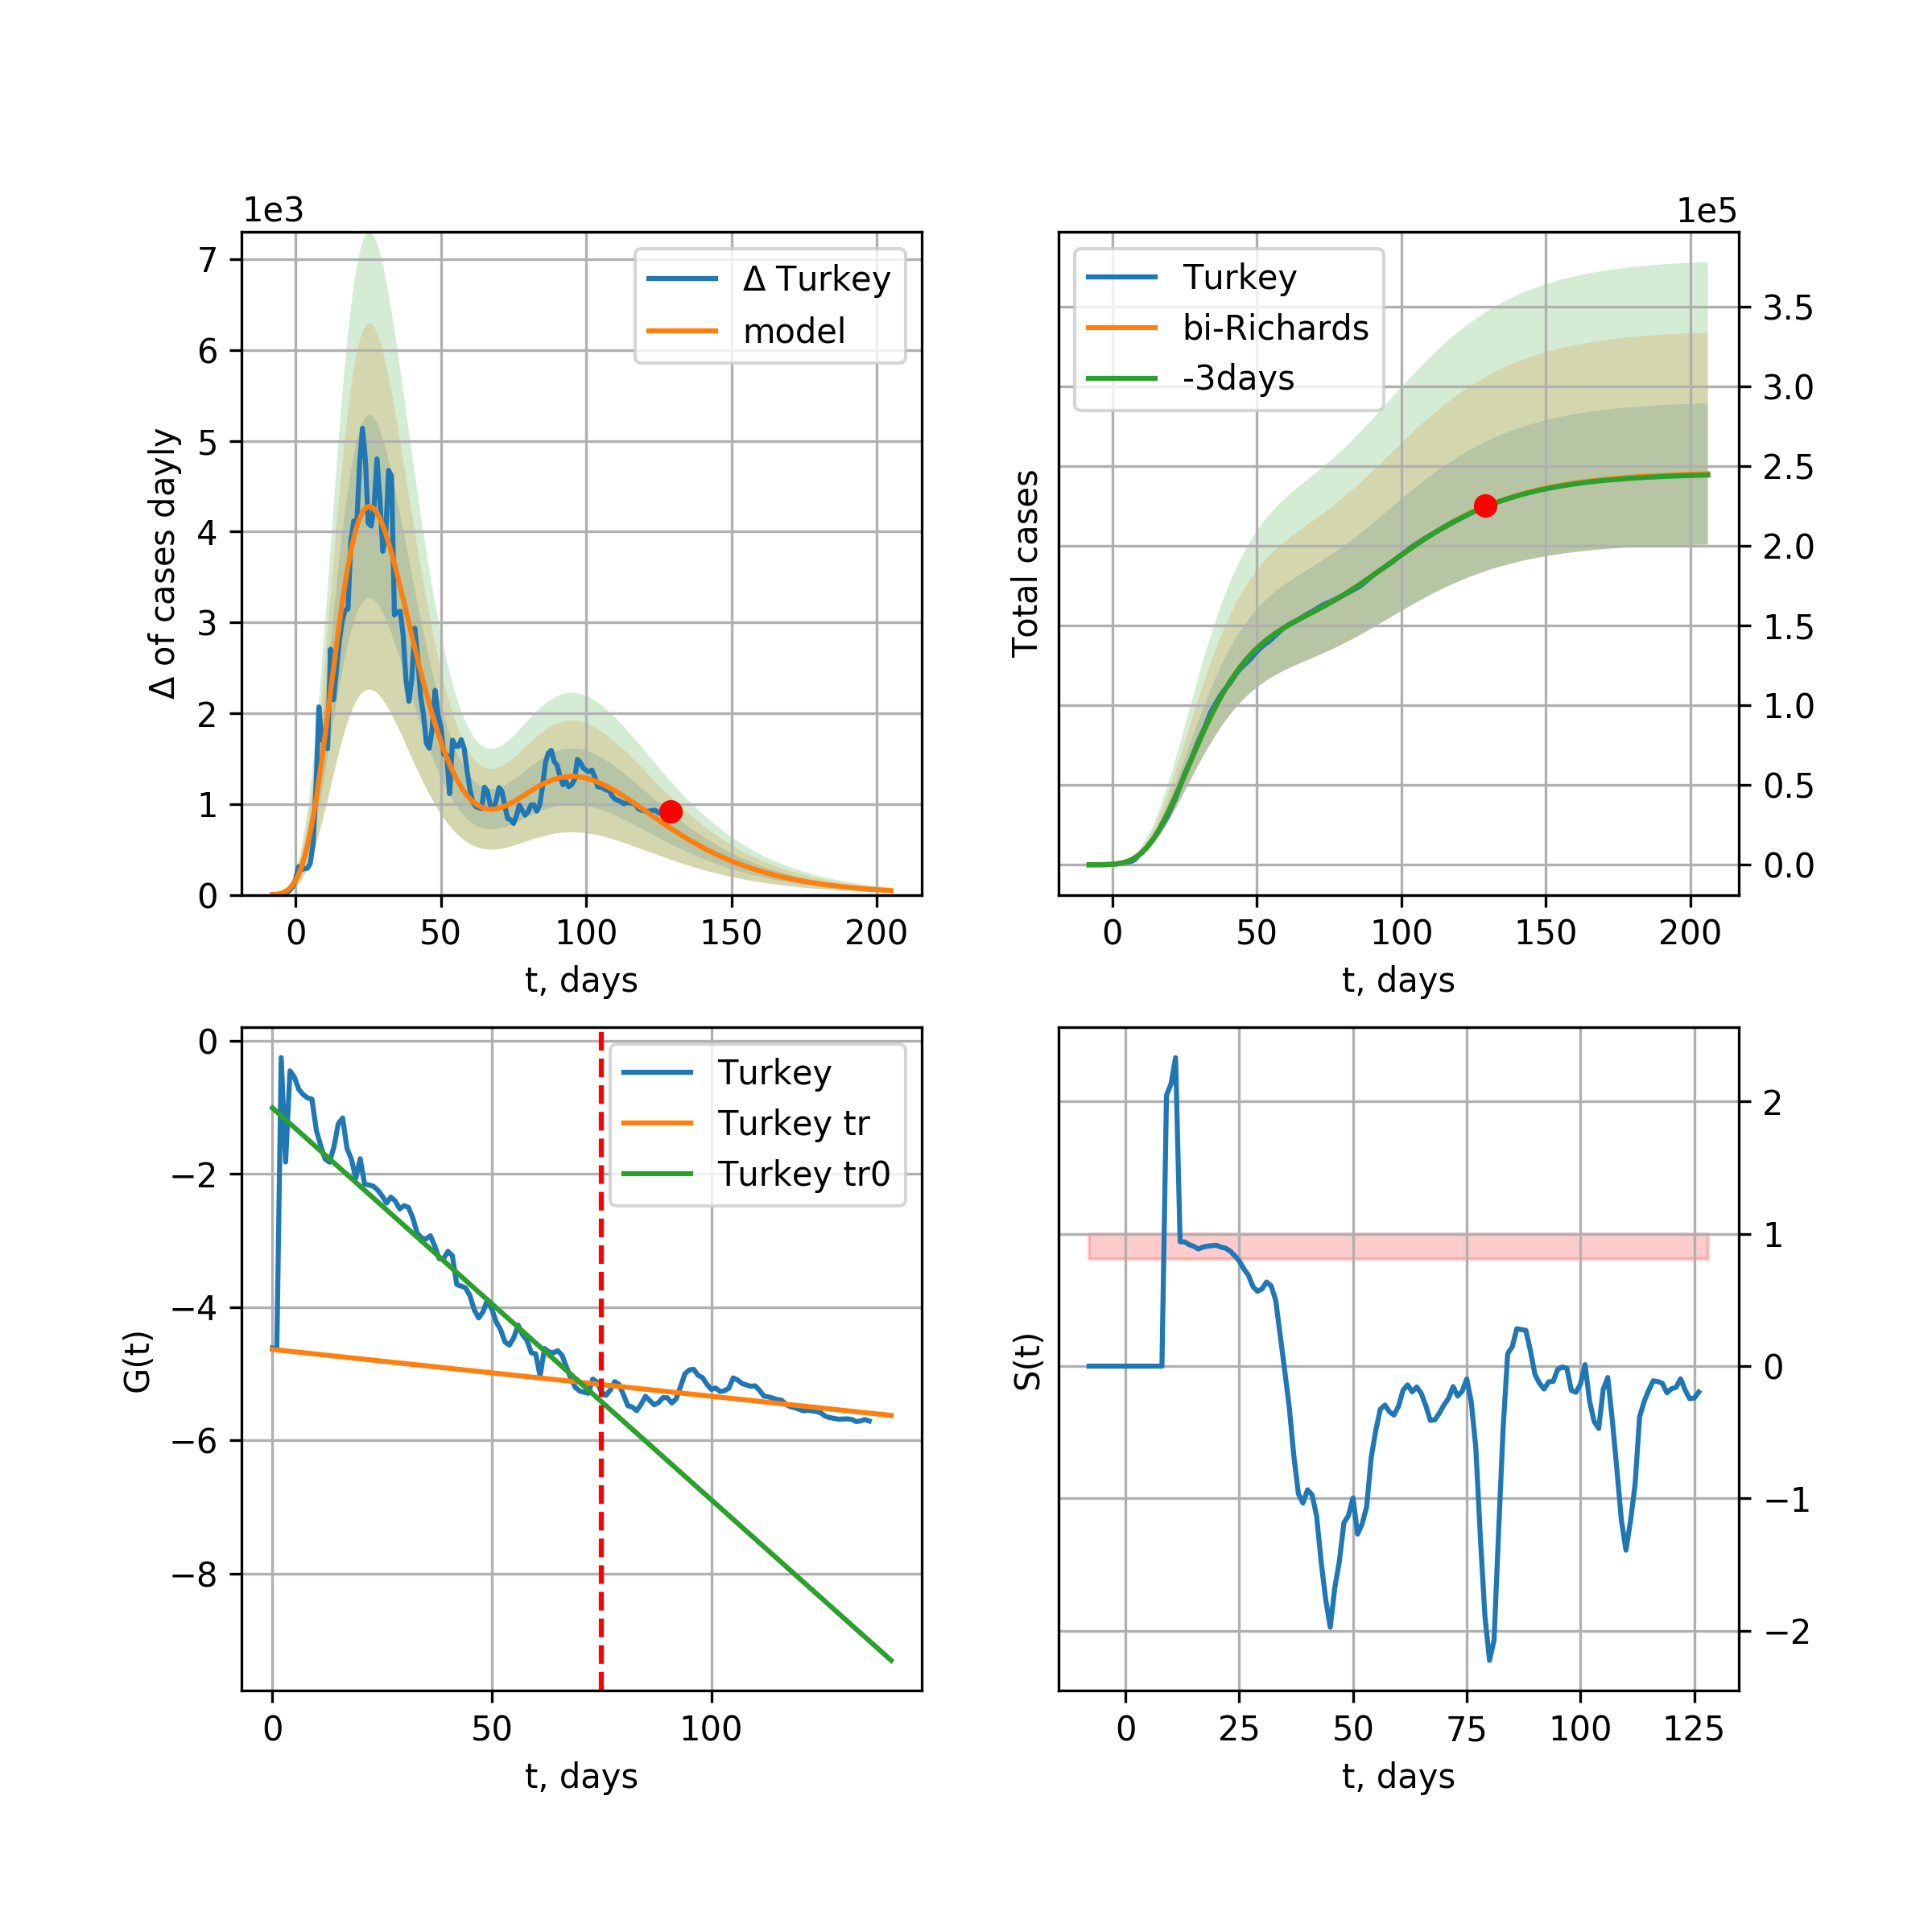 1e3
7
6
5
4
3
2
1
0
Δ of cases dayly
Δ Turkey
model
0 50 100 150 200
t, days
1e5
Turkey
bi-Richards
-3days
3.5
3.0
2.5
2.0
1.5
1.0
0.5
0.0
Total cases
0 50 100 150 200
t, days
0
−2
−4
−6
−8
G(t)
Turkey
Turkey tr
Turkey tr0
0 50 100
t, days
2
1
0
−1
−2
S(t)
0 25 50 75 100 125
t, days